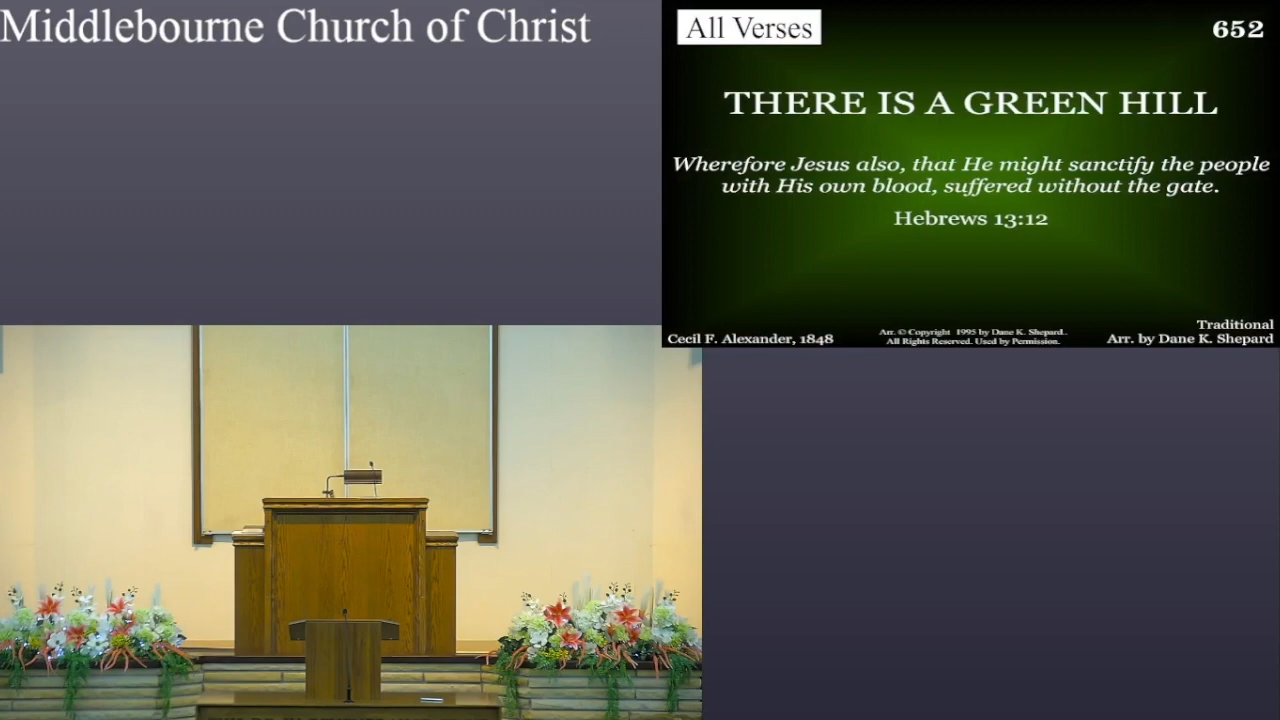 Middlebourne Church of Christ
All Verses
652
THERE IS A GREEN HILL
Wherefore Jesus also, that He might sanctify the people
with His own blood, suffered without the gate.
Hebrews 13:12
Cecil F. Alexander, 1848
Arr. © Copyright 1995 by Dane K. Shepard..
All Rights Reserved. Used by Permission.
Traditional
Arr. by Dane K. Shepard